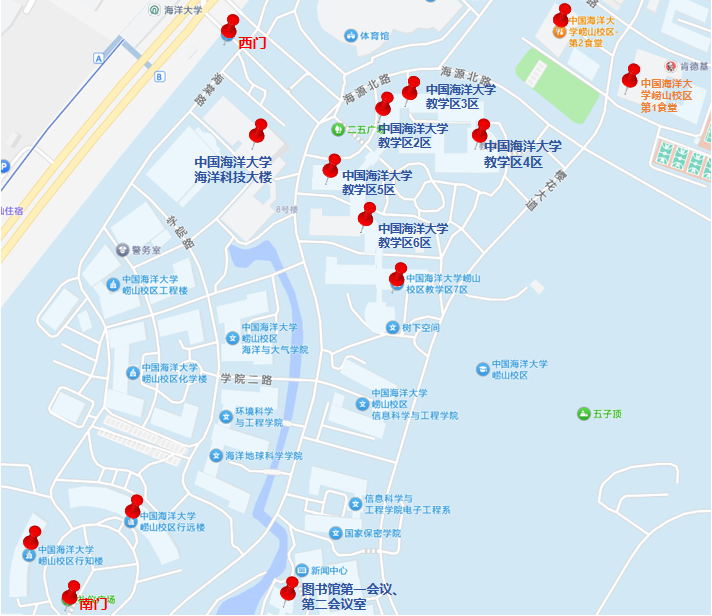 海洋大学
西门
体育馆
中国海洋大
学崂山校区-
第2食堂
肯德基
中国海洋大
学崂山校区
第1食堂
A
B
海源北路
海源北路
中国海洋大学
教学区3区
二五广
中国海洋大学
教学区2区
中国海洋大学
教学区4区
中国海洋大学
海洋科技大楼
中国海洋大学
教学区5区
P
樱花大道
住宿
8号楼
学院路
中国海洋大学
教学区6区
警务室
中国海洋大学
崂山校区工程楼
中国海洋大学崂山
校区教学区7区
中国海洋大学
崂山校区
海洋与大气学院
树下空间
中国海洋大学
崂山校区化学楼
学院二路
中国海洋大学
崂山校区
中国海洋大学
崂山校区
信息科学与工程学院
环境科学
与工程学院
五子顶
海洋地球科学学院
信息科学与
工程学院电子工程系
中国海洋大学
崂山校区行远楼
国家保密学院
中国海洋大学
崂山校区行知楼
新闻中心
图书馆第一会议、
第二会议室
南门
广场